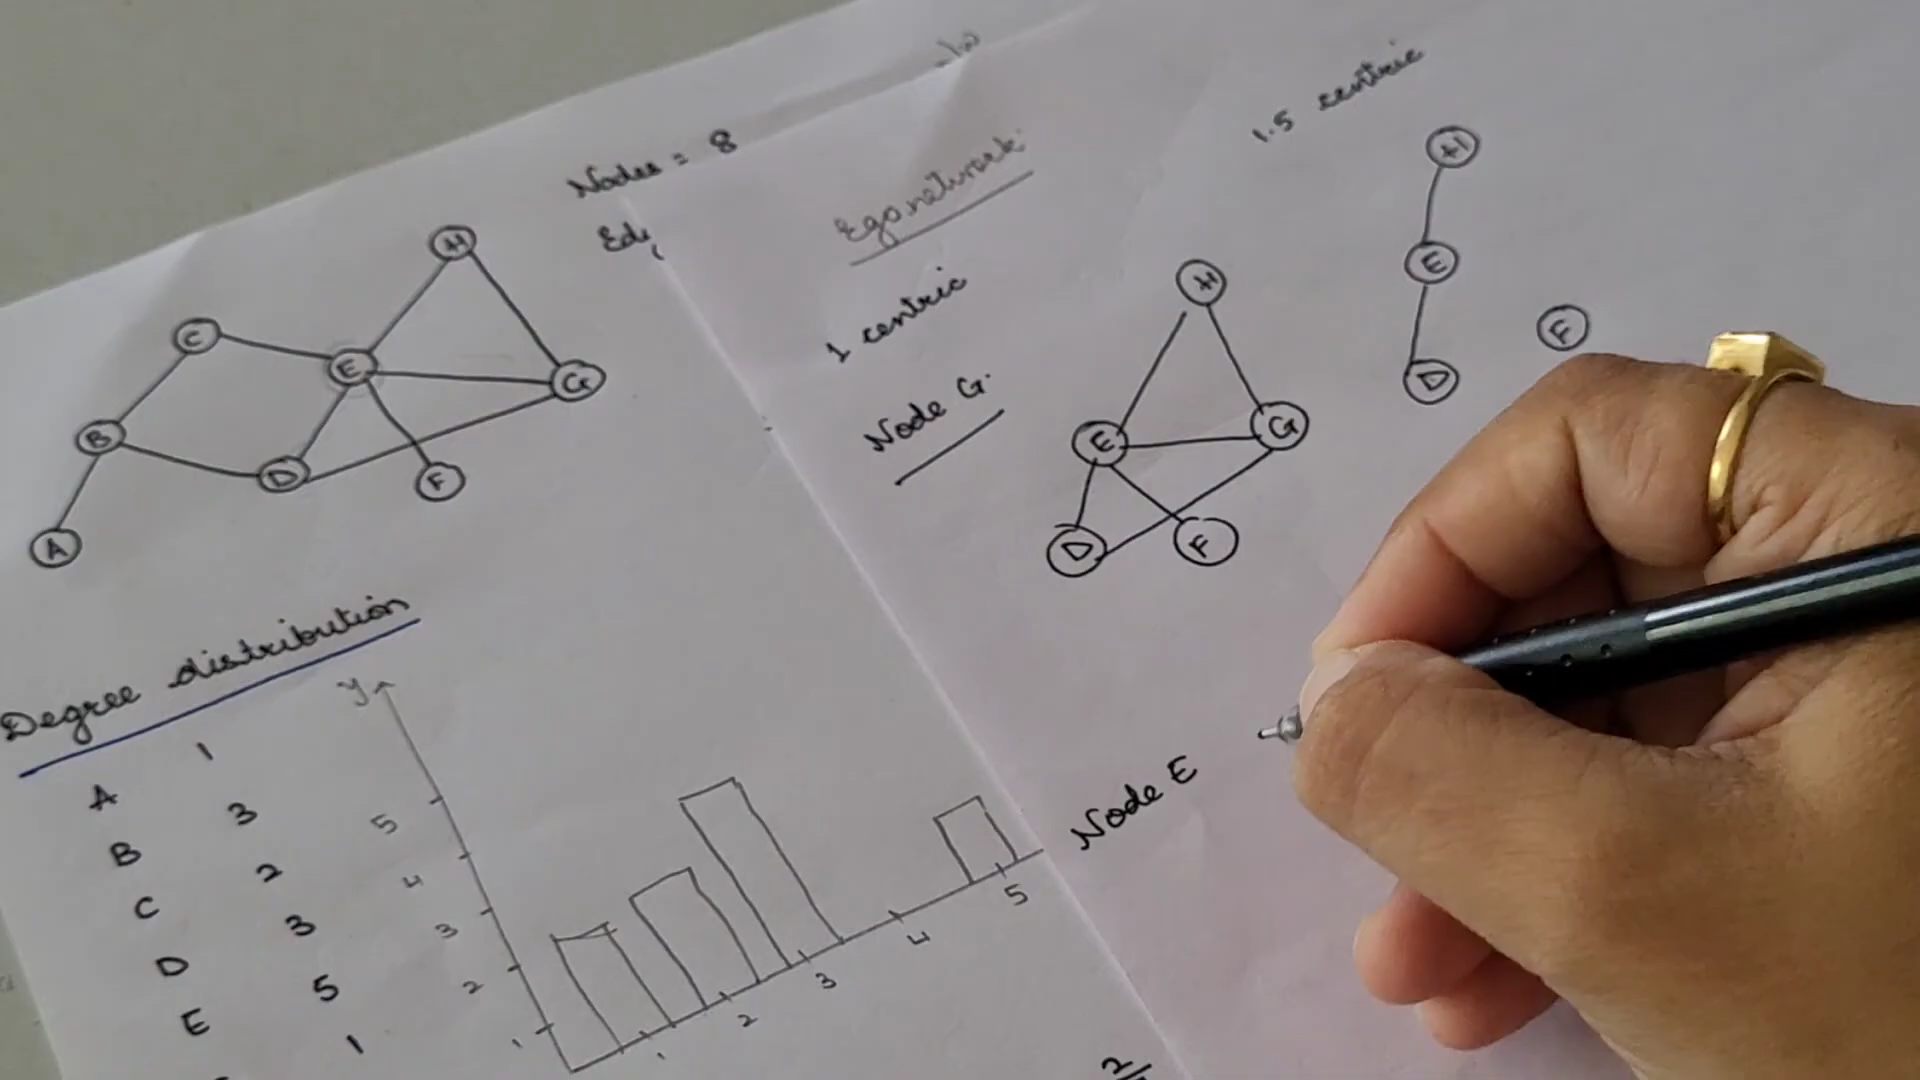 Nodes = 8
H
C
E
G
B
D
F
A
Degree distribution
A 1
B 3
C 2
D 3
E 5
1
y
5
4
3
2
1
1 2 3 4 5
Egonetwork
1 centric
Node G.
H
E
G
D
F
1.5 centric
H
E
D
F
Node E